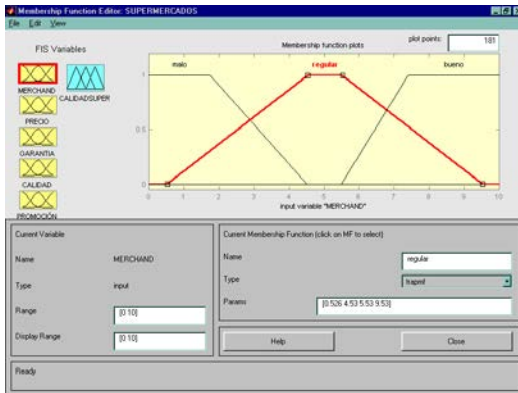 Membership Function Editor: SUPERMERCADOS
File Edit View
FIS Variables
MERCHAND
CALIDADSUPER
PRECIO
GARANTIA
CALIDAD
PROMOCIÓN
Membership function plots
plot points:
181
malo
regular
bueno
1
0.5
0
0 1 2 3 4 5 6 7 8 9 10
input variable "MERCHAND"
Current Variable
Name MERCHAND
Type input
Range [0 10]
Display Range [0 10]
Current Membership Function (click on MF to select)
Name regular
Type trapmf
Params [0.526 4.53 5.53 9.53]
Help Close
Ready